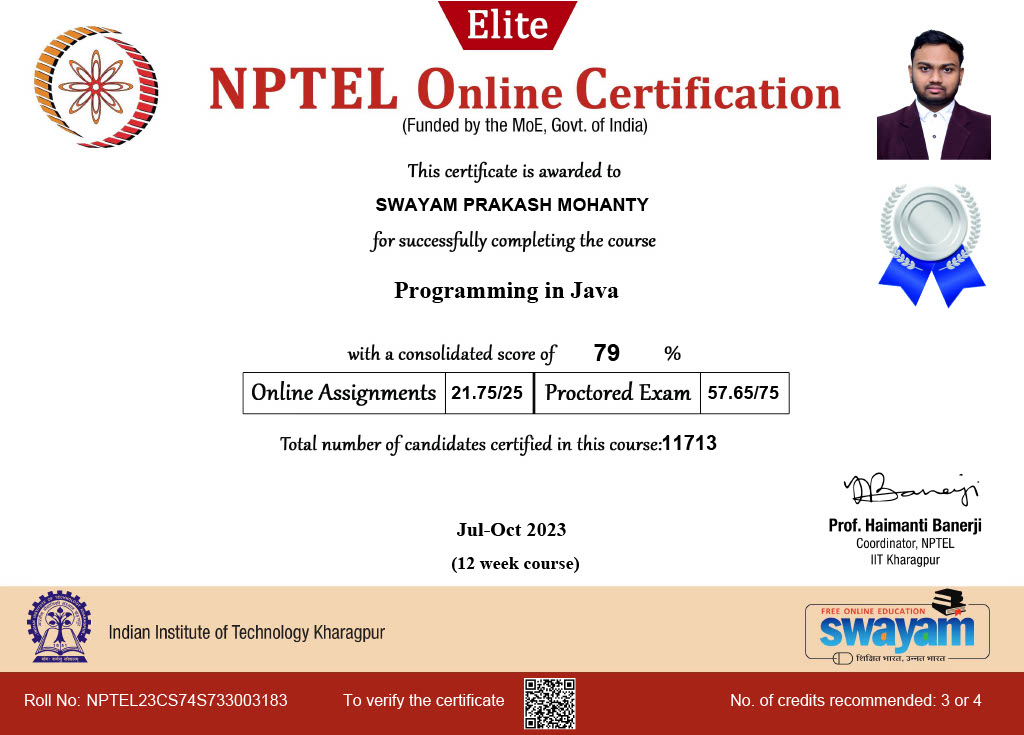 Elite
NPTEL Online Certification
(Funded by the MoE, Govt. of India)
This certificate is awarded to
SWAYAM PRAKASH MOHANTY
for successfully completing the course
Programming in Java
with a consolidated score of 79 %
Online Assignments 21.75/25 Proctored Exam 57.65/75
Total number of candidates certified in this course:11713
Banerji
Prof. Haimanti Banerji
Coordinator, NPTEL
IIT Kharagpur
Jul-Oct 2023
(12 week course)
Indian Institute of Technology Kharagpur
FREE ONLINE EDUCATION
swayam
शिक्षित भारत, उन्नत भारत
Roll No: NPTEL23CS74S733003183 To verify the certificate No. of credits recommended: 3 or 4